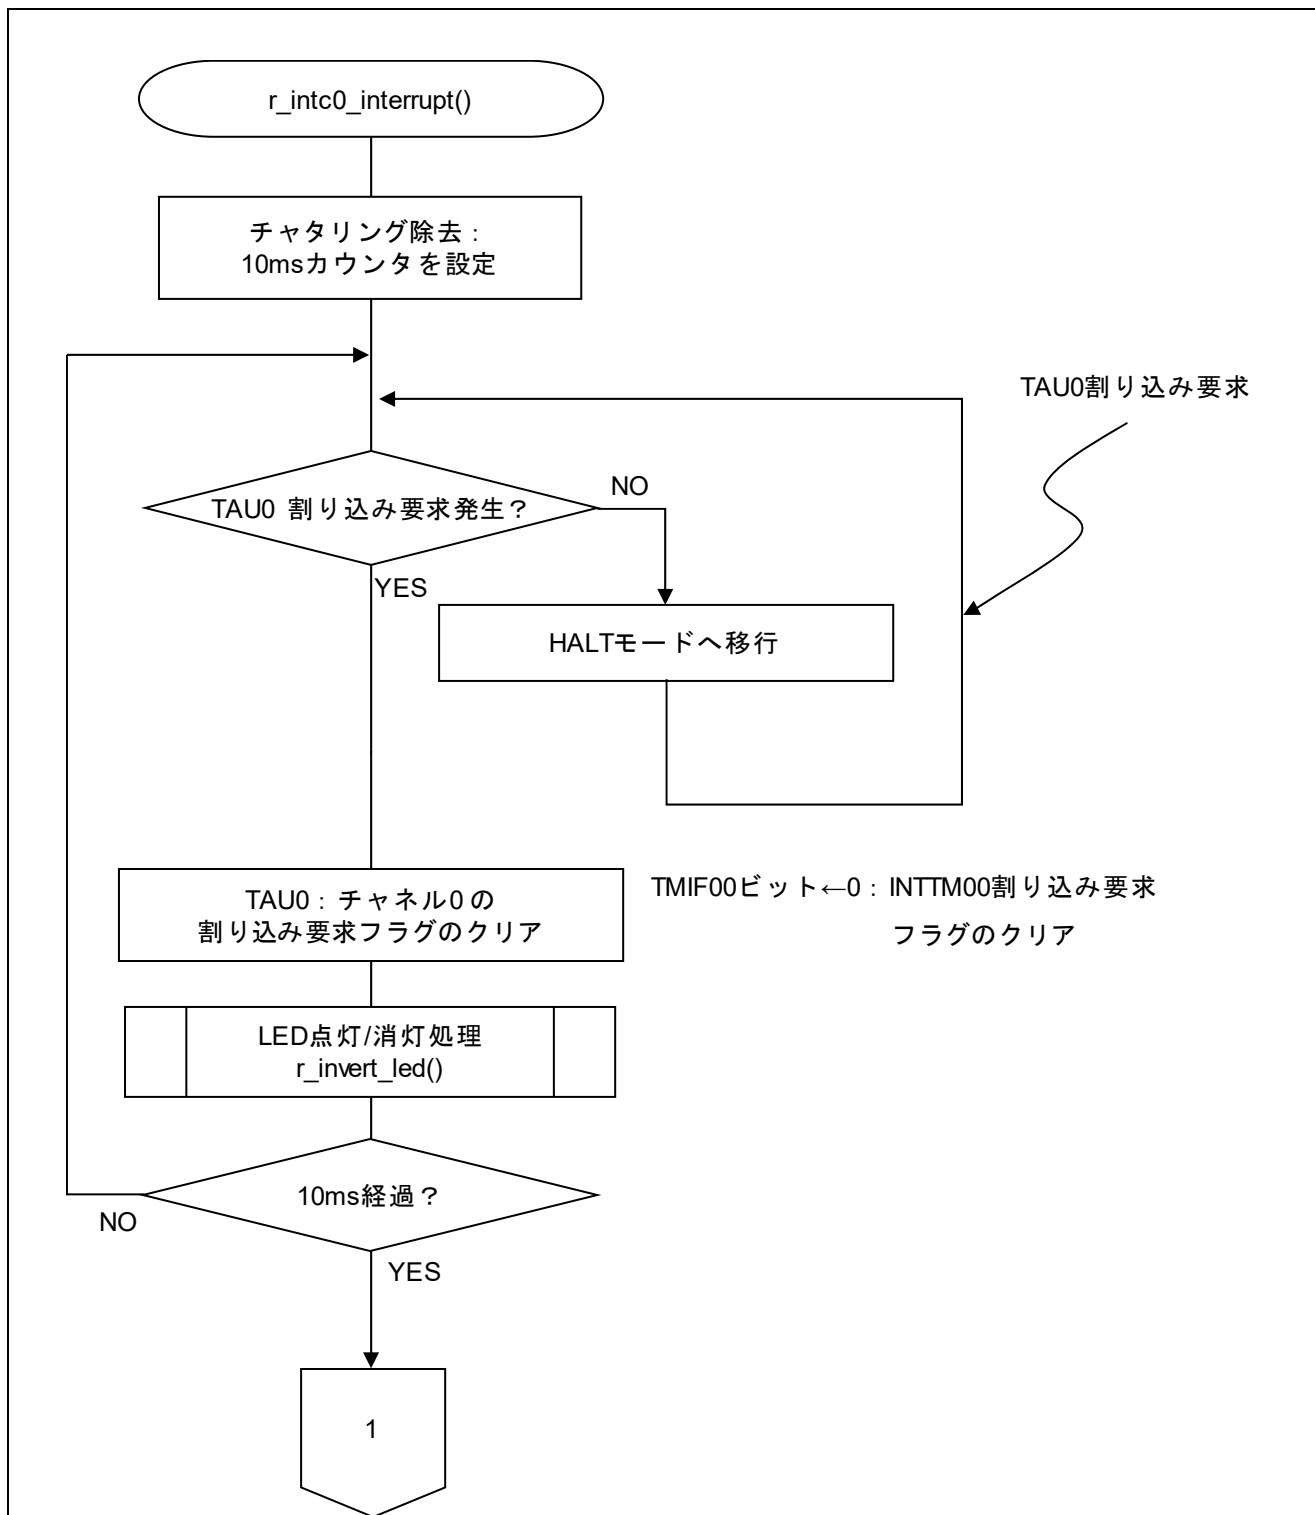 r_intc0_interrupt()
チャタリング除去：
10msカウンタを設定
TAU0割り込み要求
TAU0 割り込み要求発生？
NO
YES
HALTモードへ移行
TAU0：チャネル0 の
割り込み要求フラグのクリア
TMIF00ビット←0：INTTM00割り込み要求
フラグのクリア
LED点灯/消灯処理
r_invert_led()
10ms経過？
NO
YES
1